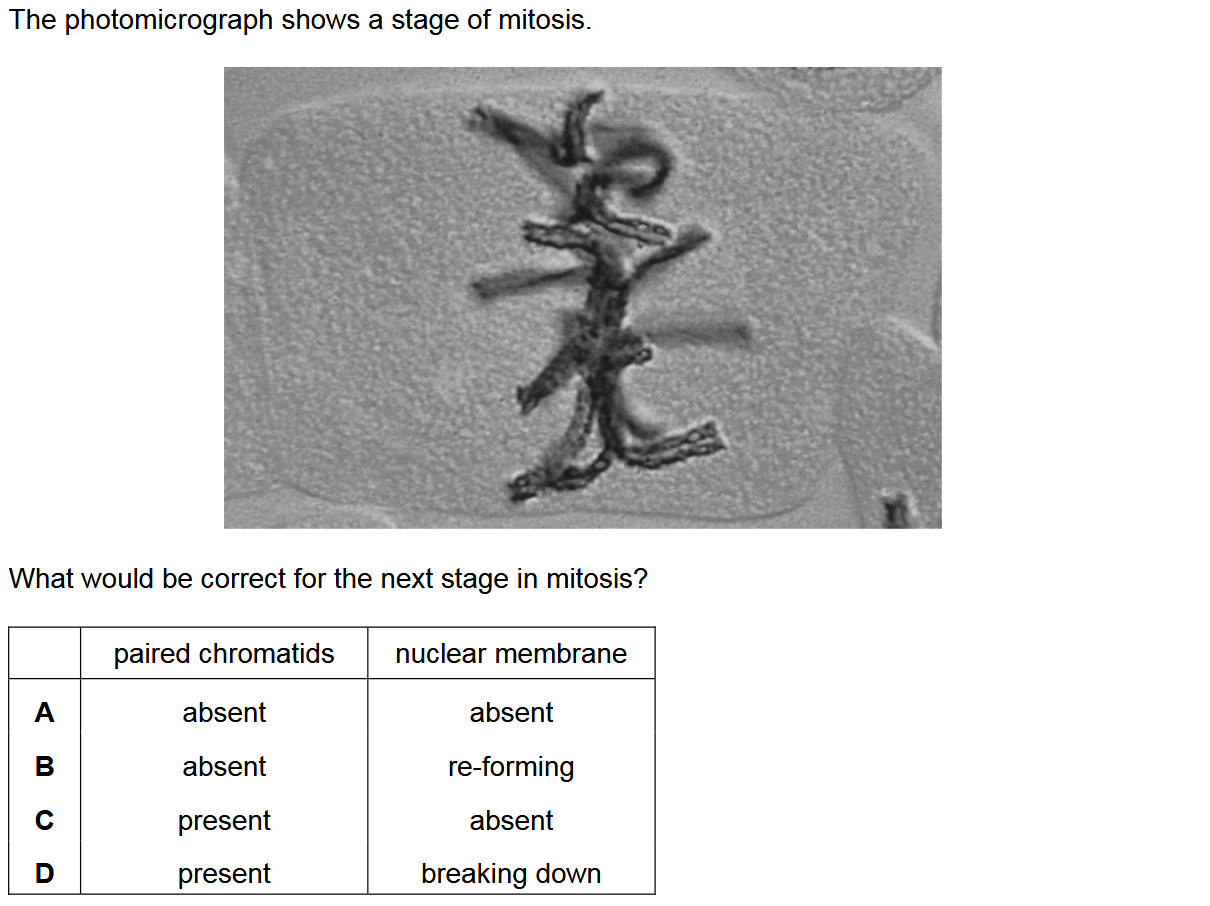 The photomicrograph shows a stage of mitosis.
What would be correct for the next stage in mitosis?
paired chromatids nuclear membrane
A absent absent
B absent re-forming
C present absent
D present breaking down